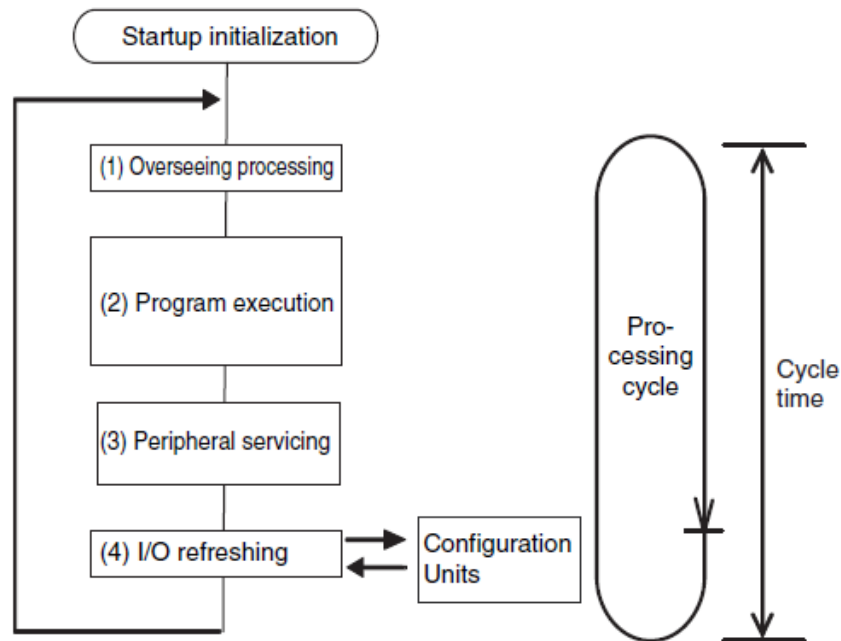 Startup initialization
(1) Overseeing processing
(2) Program execution
(3) Peripheral servicing
(4) I/O refreshing
Configuration
Units
Pro-
cessing
cycle
Cycle
time